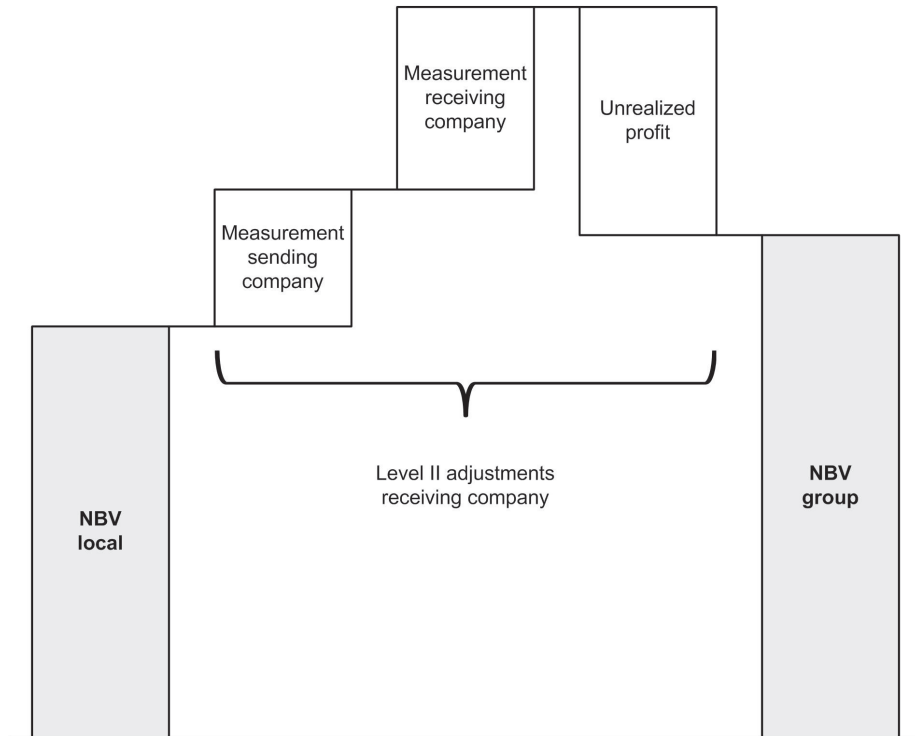 Measurement
receiving
company
Unrealized
profit
Measurement
sending
company
Level II adjustments
receiving company
NBV
group
NBV
local